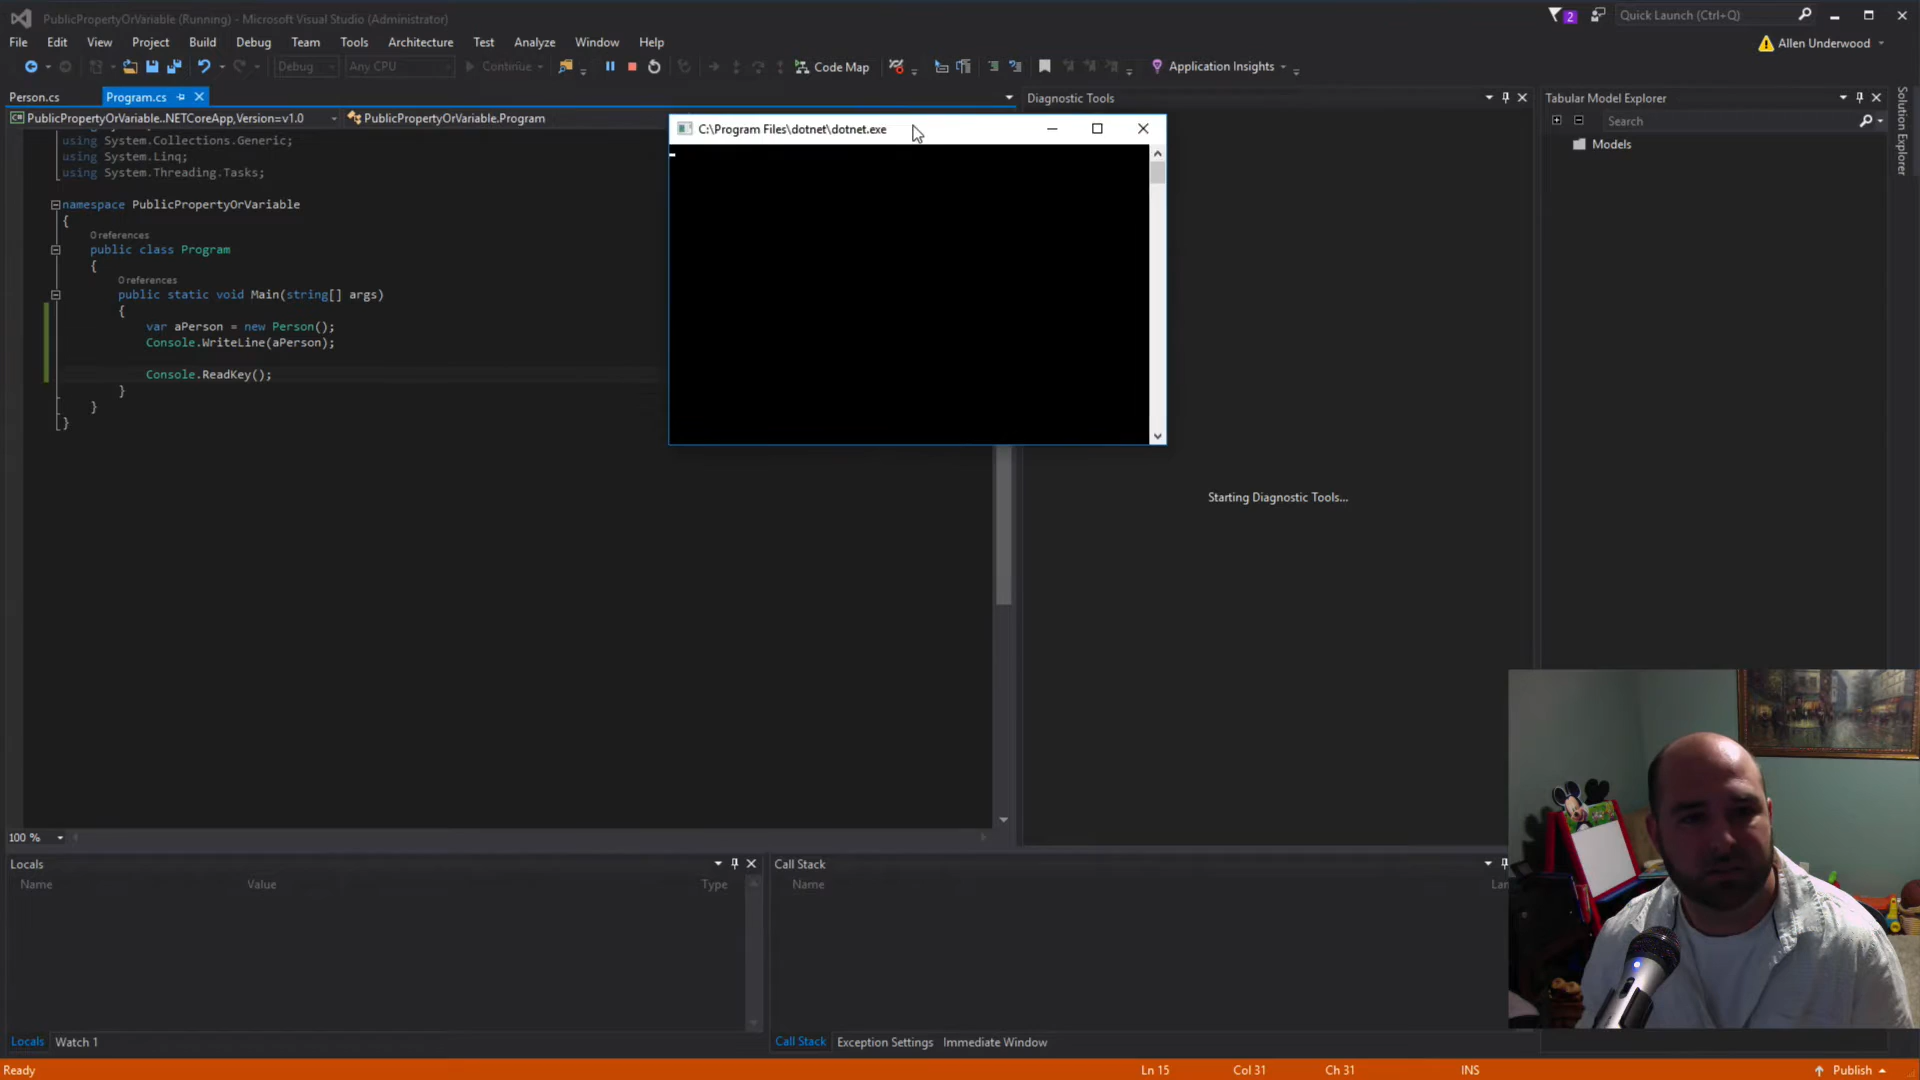 PublicPropertyOrVariable (Running) - Microsoft Visual Studio (Administrator)
2
Quick Launch (Ctrl+Q)
File Edit View Project Build Debug Team Tools Architecture Test Analyze Window Help
Allen Underwood
Debug Any CPU Continue Code Map Application Insights
Person.cs Program.cs
PublicPropertyOrVariable..NETCoreApp,Version=v1.0 PublicPropertyOrVariable.Program
using System.Collections.Generic;
using System.Linq;
using System.Threading.Tasks;
namespace PublicPropertyOrVariable
{
0 references
public class Program
{
0 references
public static void Main(string[] args)
{
var aPerson = new Person();
Console.WriteLine(aPerson);
Console.ReadKey();
}
}
}
C:\Program Files\dotnet\dotnet.exe
Diagnostic Tools
Starting Diagnostic Tools...
Tabular Model Explorer
Search
Models
Solution Explorer
100 %
Locals
Name Value Type
Locals Watch 1
Call Stack
Name
Call Stack Exception Settings Immediate Window
Ready Ln 15 Col 31 Ch 31 INS Publish